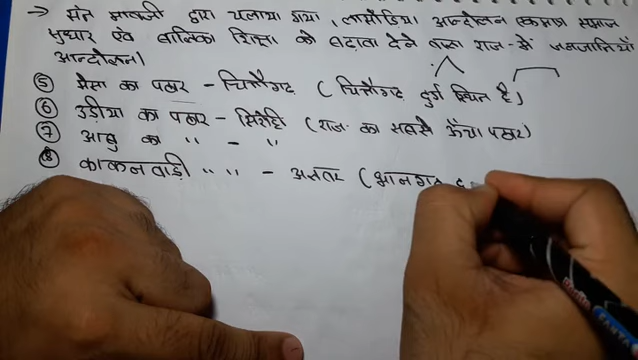 → संत मावजी द्वारा चलाया गया, लासोडिया आन्दोलन एकमात्र समाज
सुधार एवं बालिका शिक्षा को बढ़ावा देने वाला राज. में जनजातियों
आन्दोलन।
⑤ मेसा का पठार - चित्तौगढ़ (चित्तौगढ़ दुर्ग स्थित है)
⑥ उड़ीया का पठार - सिरोही (राज. का सबसे ऊँचा पठार)
⑦ आबु का " - "
⑧ काकनवाड़ी " " - अलवर (भानगढ़